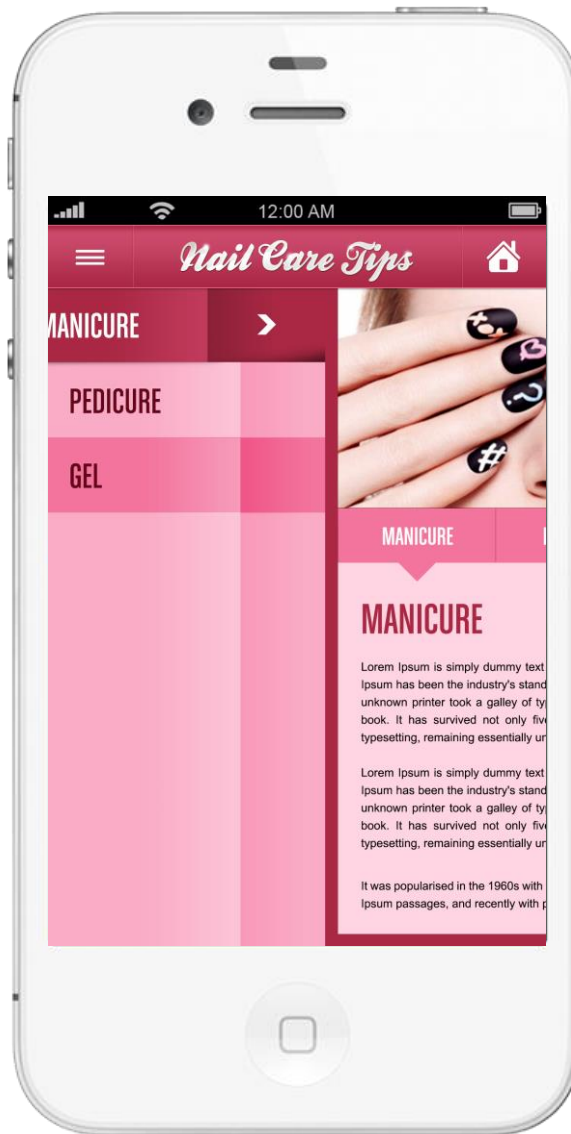 12:00 AM
Nail Care Tips
MANICURE
PEDICURE
GEL
MANICURE
MANICURE
Lorem Ipsum is simply dummy text
Ipsum has been the industry's stand
unknown printer took a galley of ty
book. It has survived not only five
typesetting, remaining essentially un
Lorem Ipsum is simply dummy text
Ipsum has been the industry's stand
unknown printer took a galley of ty
book. It has survived not only five
typesetting, remaining essentially un
It was popularised in the 1960s with
Ipsum passages, and recently with p